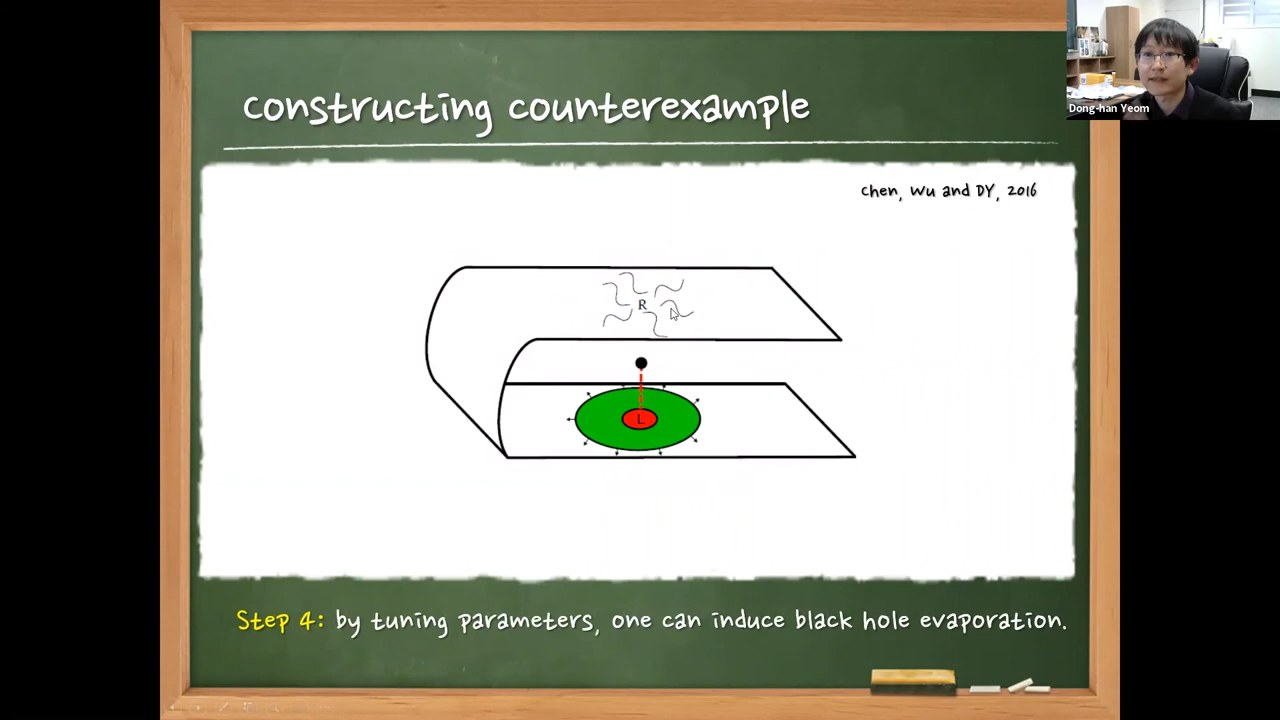 constructing counterexample
Dong-han Yeom
Chen, Wu and DY, 2016
R
L
Step 4: by tuning parameters, one can induce black hole evaporation.